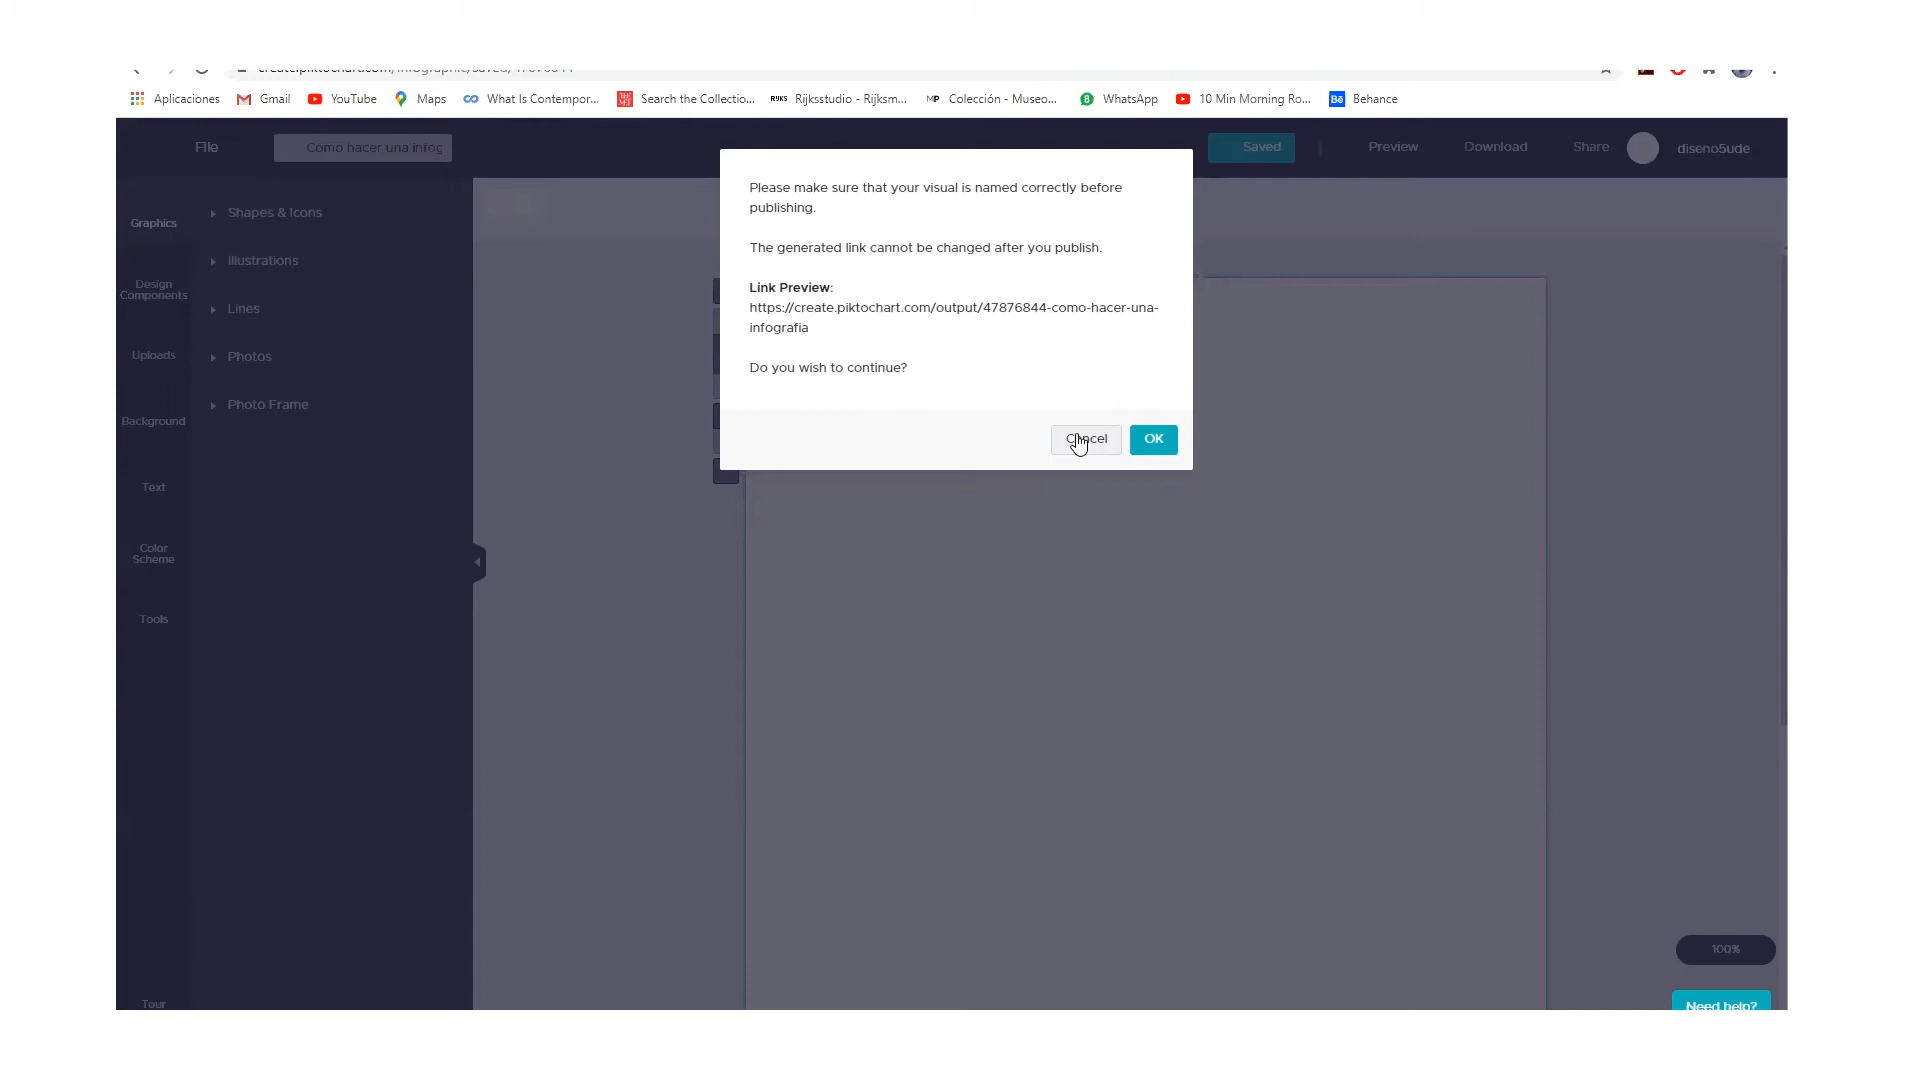 Aplicaciones Gmail YouTube Maps What Is Contempor... Search the Collectio... RIJKS Rijksstudio - Rijksm... MP Colección - Museo... WhatsApp 10 Min Morning Ro... Bē Behance
File Cómo hacer una infog Saved Preview Download Share diseno5ude
Graphics
Design
Components
Uploads
Background
Text
Color
Scheme
Tools
Tour
Shapes & Icons
Illustrations
Lines
Photos
Photo Frame
Please make sure that your visual is named correctly before
publishing.
The generated link cannot be changed after you publish.
Link Preview:
https://create.piktochart.com/output/47876844-como-hacer-una-
infografia
Do you wish to continue?
Cancel OK
100%
Need help?